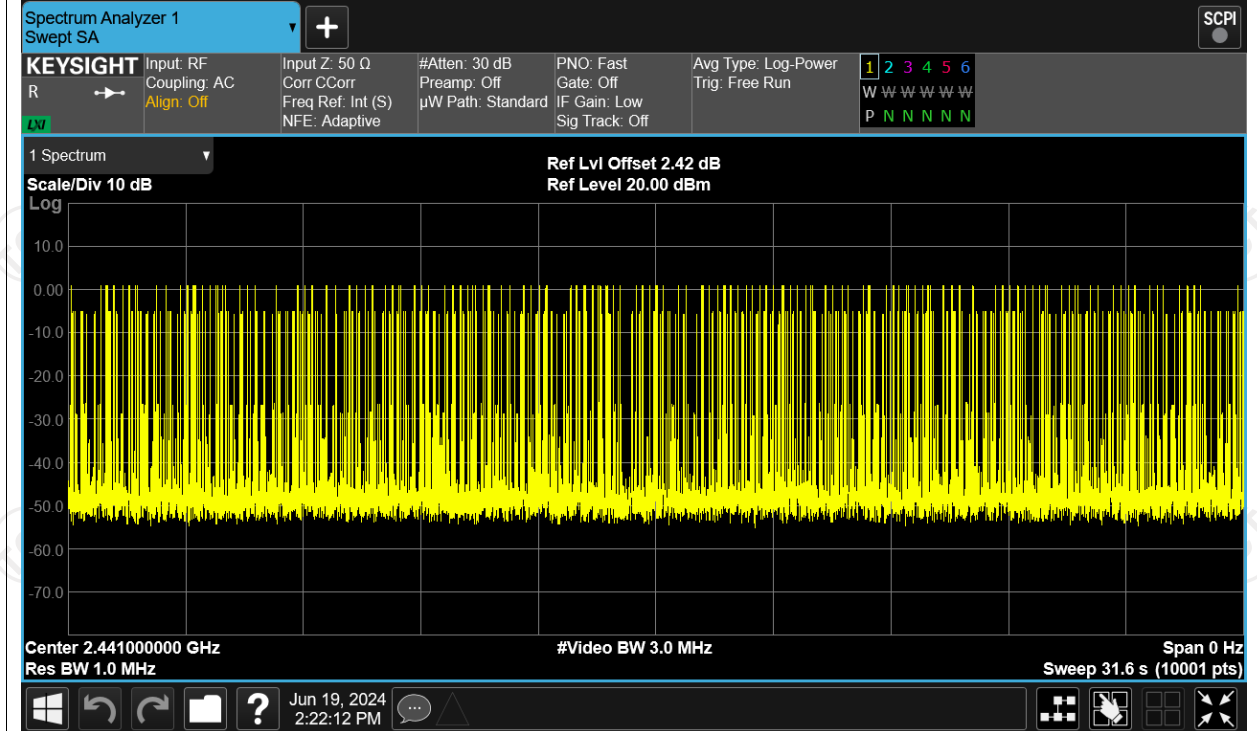 Spectrum Analyzer 1
Swept SA
▼
+
SCPI
KEYSIGHT
R
LXI
Input: RF
Coupling: AC
Align: Off
Input Z: 50 Ω
Corr CCorr
Freq Ref: Int (S)
NFE: Adaptive
#Atten: 30 dB
Preamp: Off
µW Path: Standard
PNO: Fast
Gate: Off
IF Gain: Low
Sig Track: Off
Avg Type: Log-Power
Trig: Free Run
1 2 3 4 5 6
W W W W W W
P N N N N N
1 Spectrum ▼
Scale/Div 10 dB
Ref Lvl Offset 2.42 dB
Ref Level 20.00 dBm
Log
10.0
0.00
-10.0
-20.0
-30.0
-40.0
-50.0
-60.0
-70.0
Center 2.441000000 GHz
#Video BW 3.0 MHz
Span 0 Hz
Res BW 1.0 MHz
Sweep 31.6 s (10001 pts)
?
Jun 19, 2024
2:22:12 PM